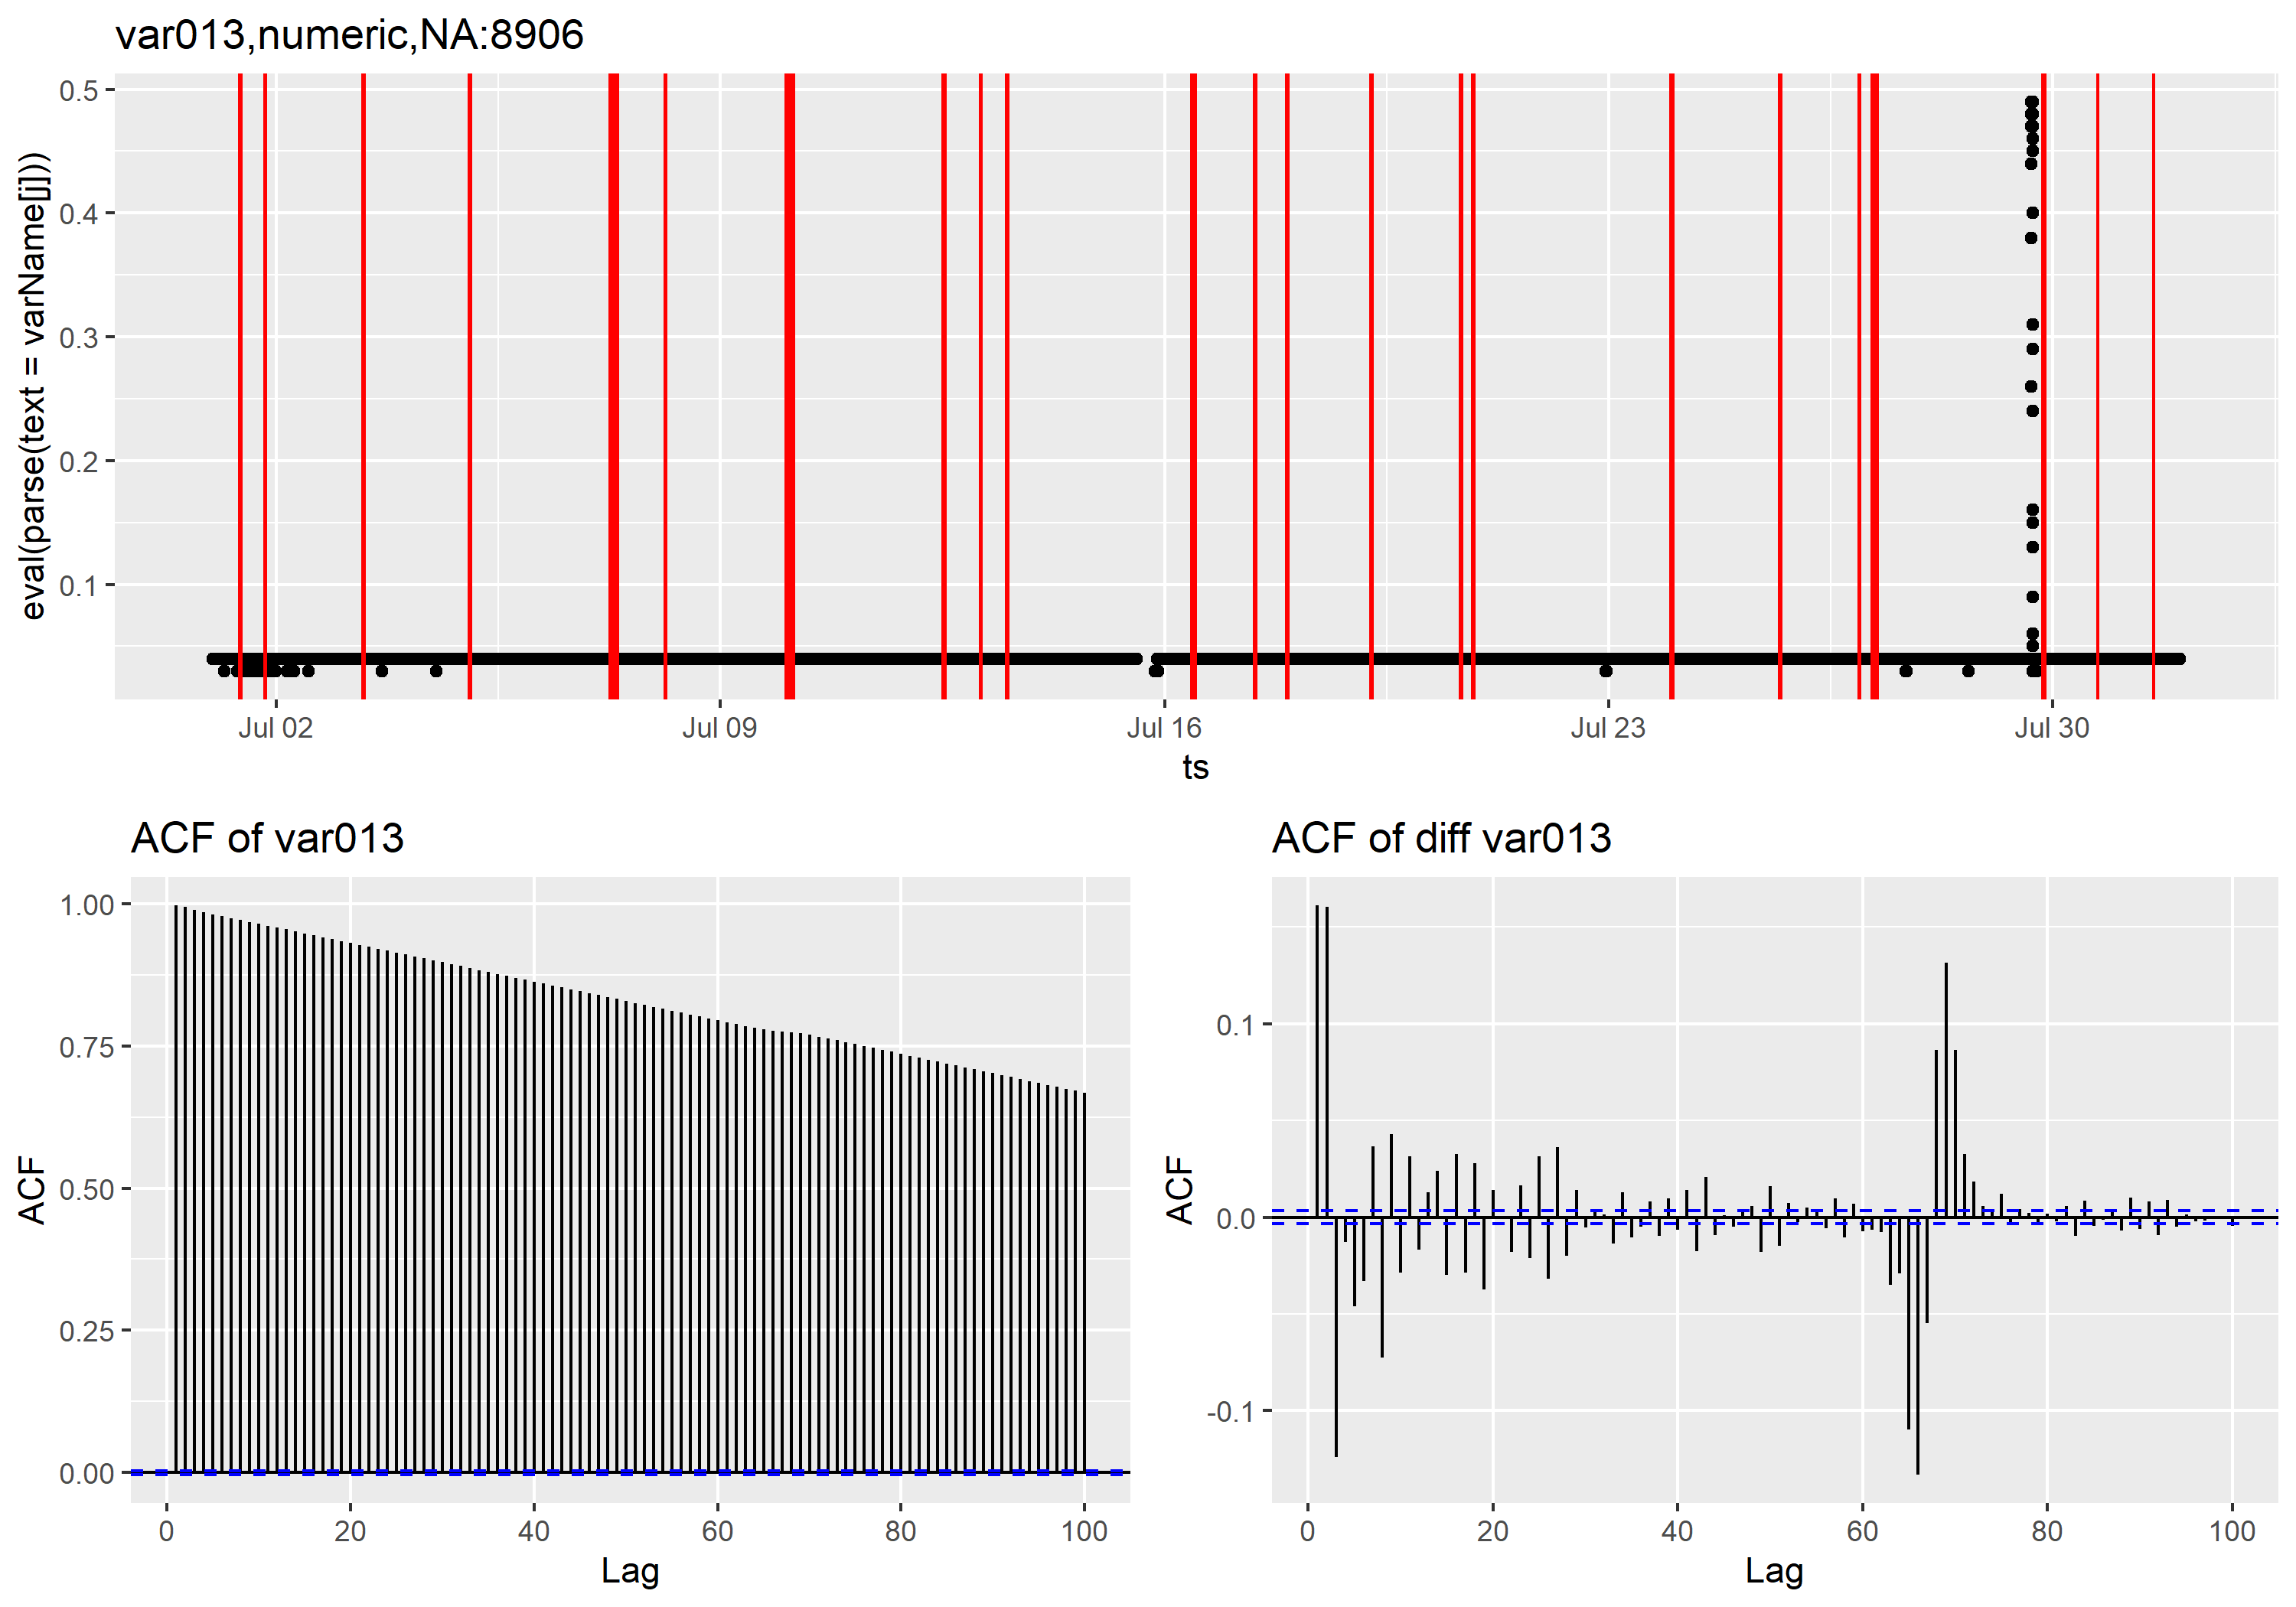 var013,numeric,NA:8906
eval(parse(text = varName[j]))
0.5
0.4
0.3
0.2
0.1
Jul 02 Jul 09 Jul 16 Jul 23 Jul 30
ts
ACF of var013
ACF
1.00
0.75
0.50
0.25
0.00
0 20 40 60 80 100
Lag
ACF of diff var013
ACF
0.1
0.0
-0.1
0 20 40 60 80 100
Lag